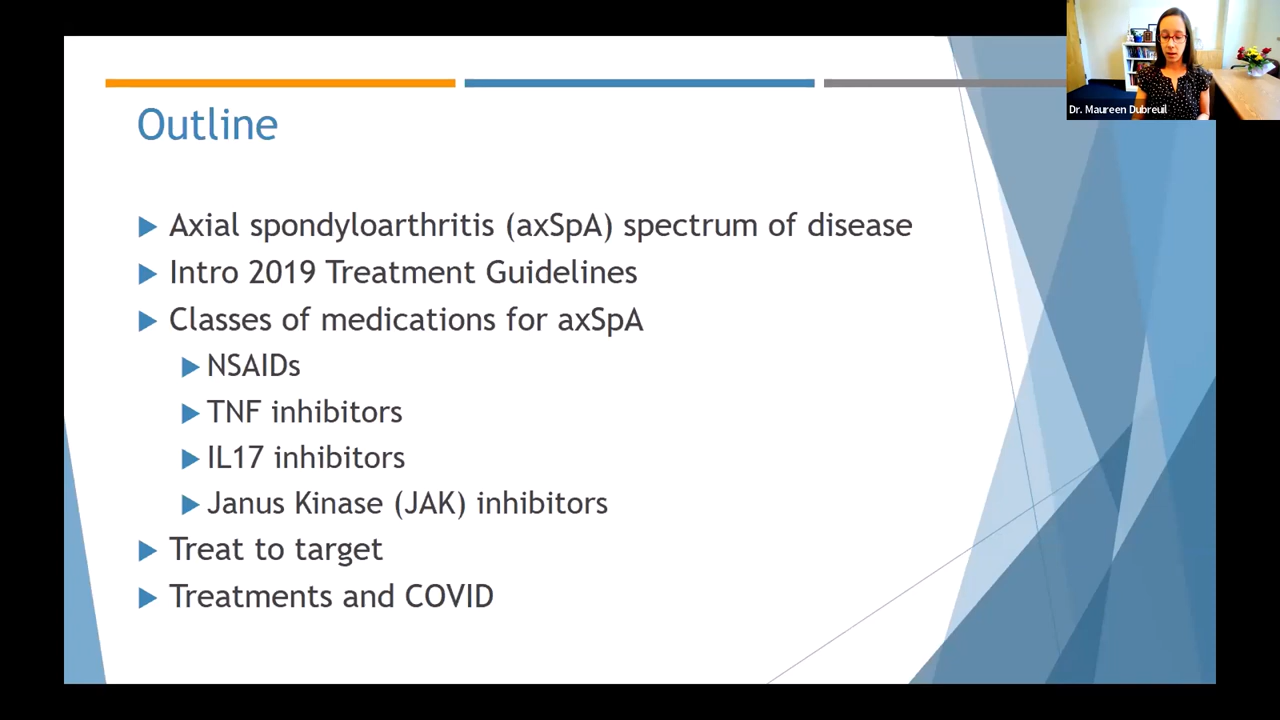 Outline
Axial spondyloarthritis (axSpA) spectrum of disease
Intro 2019 Treatment Guidelines
Classes of medications for axSpA
NSAIDs
TNF inhibitors
IL17 inhibitors
Janus Kinase (JAK) inhibitors
Treat to target
Treatments and COVID
Dr. Maureen Dubreuil